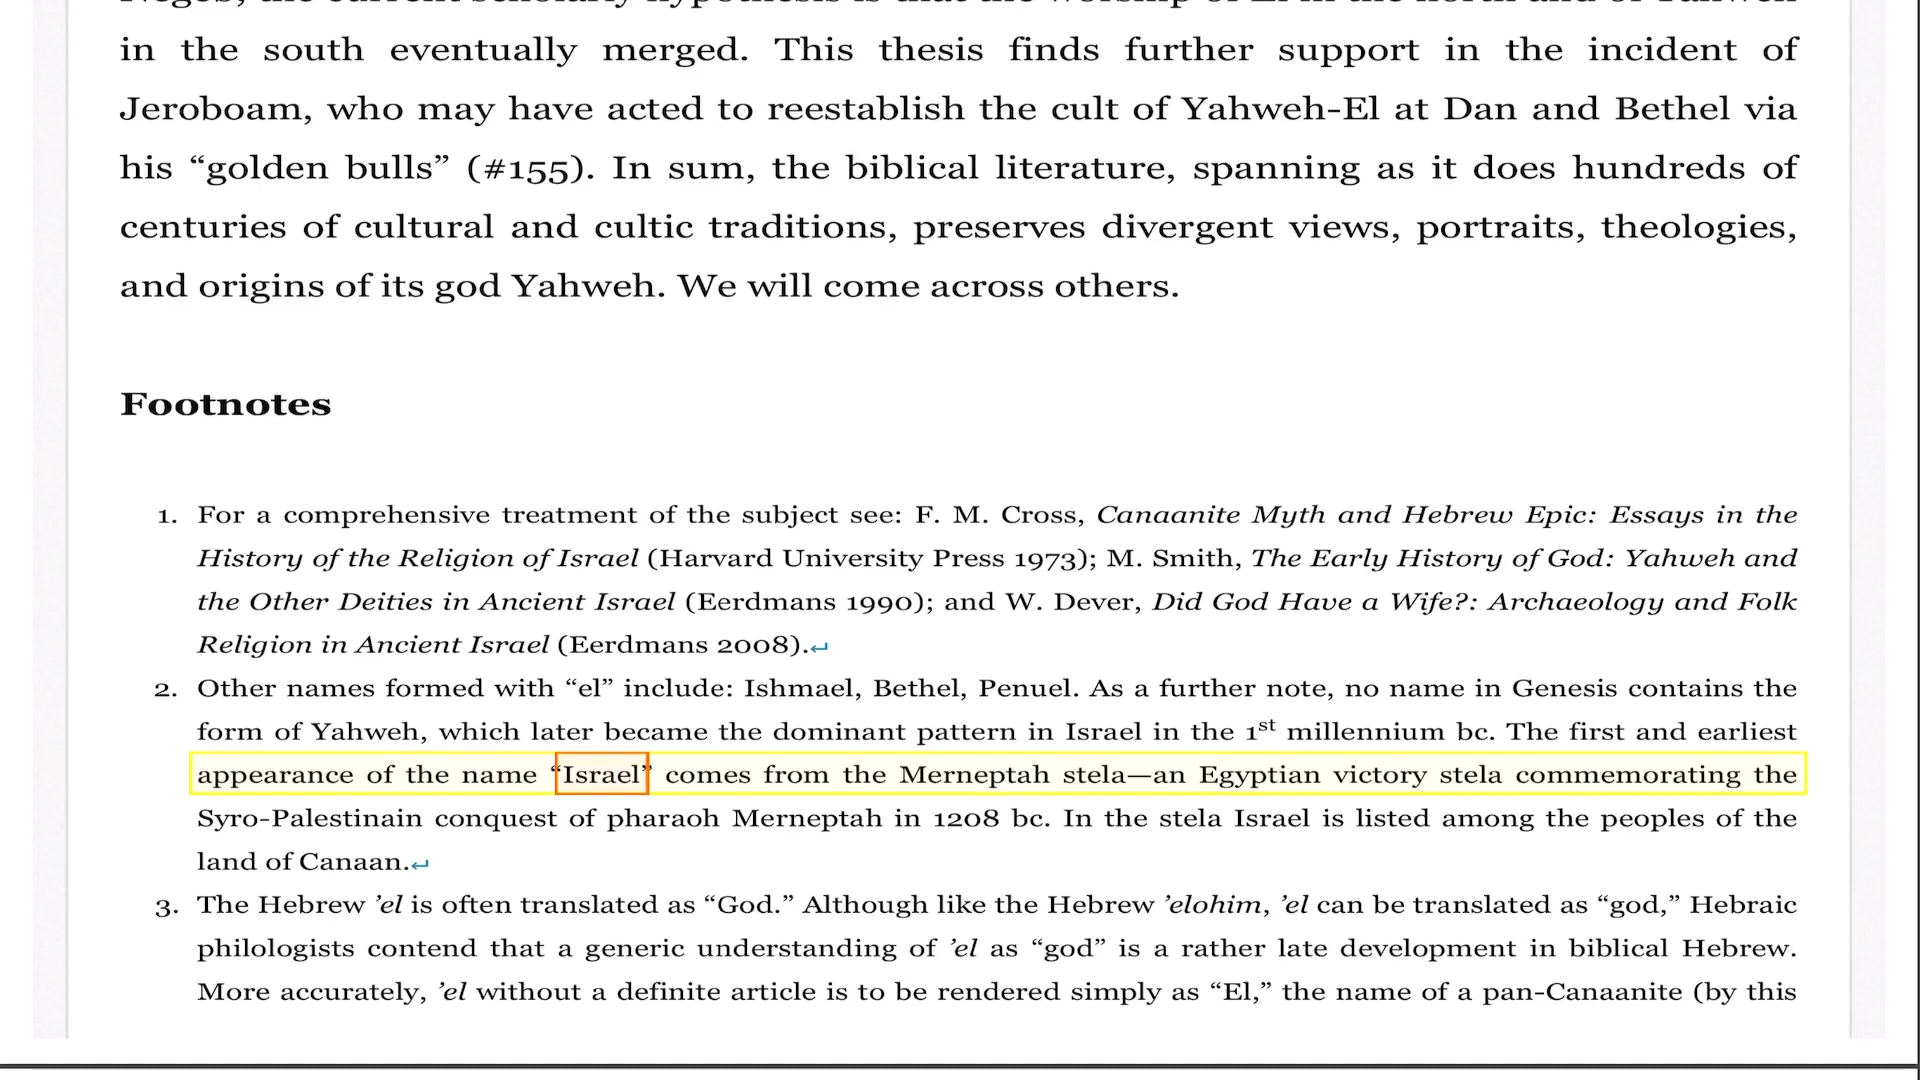 in the south eventually merged. This thesis finds further support in the incident of
Jeroboam, who may have acted to reestablish the cult of Yahweh-El at Dan and Bethel via
his “golden bulls” (#155). In sum, the biblical literature, spanning as it does hundreds of
centuries of cultural and cultic traditions, preserves divergent views, portraits, theologies,
and origins of its god Yahweh. We will come across others.
Footnotes
1. For a comprehensive treatment of the subject see: F. M. Cross, Canaanite Myth and Hebrew Epic: Essays in the
History of the Religion of Israel (Harvard University Press 1973); M. Smith, The Early History of God: Yahweh and
the Other Deities in Ancient Israel (Eerdmans 1990); and W. Dever, Did God Have a Wife?: Archaeology and Folk
Religion in Ancient Israel (Eerdmans 2008).↵
2. Other names formed with “el” include: Ishmael, Bethel, Penuel. As a further note, no name in Genesis contains the
form of Yahweh, which later became the dominant pattern in Israel in the 1st millennium bc. The first and earliest
appearance of the name “Israel” comes from the Merneptah stela—an Egyptian victory stela commemorating the
Syro-Palestinain conquest of pharaoh Merneptah in 1208 bc. In the stela Israel is listed among the peoples of the
land of Canaan.↵
3. The Hebrew ’el is often translated as “God.” Although like the Hebrew ’elohim, ’el can be translated as “god,” Hebraic
philologists contend that a generic understanding of ’el as “god” is a rather late development in biblical Hebrew.
More accurately, ’el without a definite article is to be rendered simply as “El,” the name of a pan-Canaanite (by this